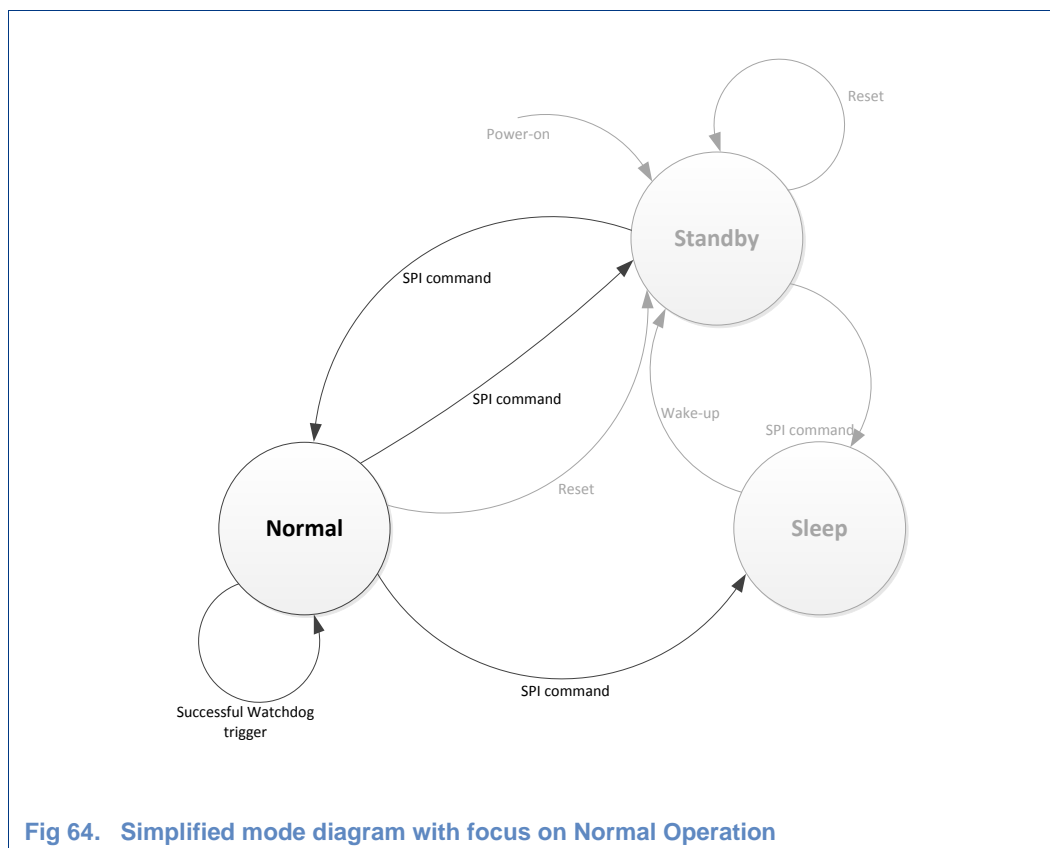 Reset
Power-on
Standby
SPI command
SPI command
Wake-up
SPI command
Reset
Normal
Sleep
SPI command
Successful Watchdog
trigger
Fig 64. Simplified mode diagram with focus on Normal Operation